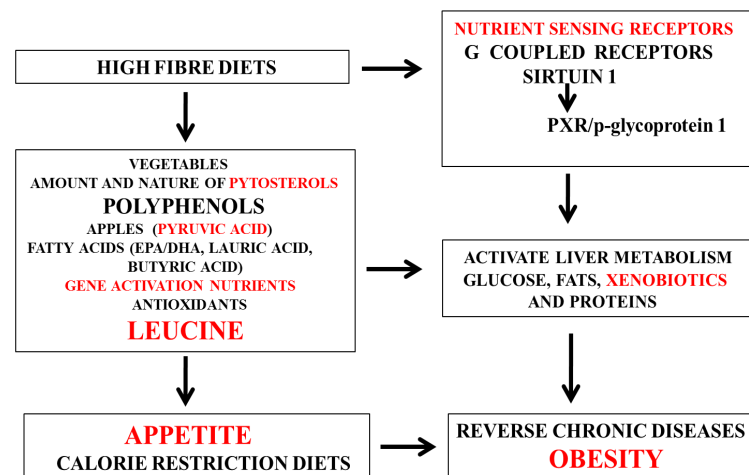 HIGH FIBRE DIETS
NUTRIENT SENSING RECEPTORS
G COUPLED RECEPTORS
SIRTUIN 1
PXR/p-glycoprotein 1
VEGETABLES
AMOUNT AND NATURE OF PYTOSTEROLS
POLYPHENOLS
APPLES (PYRUVIC ACID)
FATTY ACIDS (EPA/DHA, LAURIC ACID,
BUTYRIC ACID)
GENE ACTIVATION NUTRIENTS
ANTIOXIDANTS
LEUCINE
ACTIVATE LIVER METABOLISM
GLUCOSE, FATS, XENOBIOTICS
AND PROTEINS
APPETITE
CALORIE RESTRICTION DIETS
REVERSE CHRONIC DISEASES
OBESITY